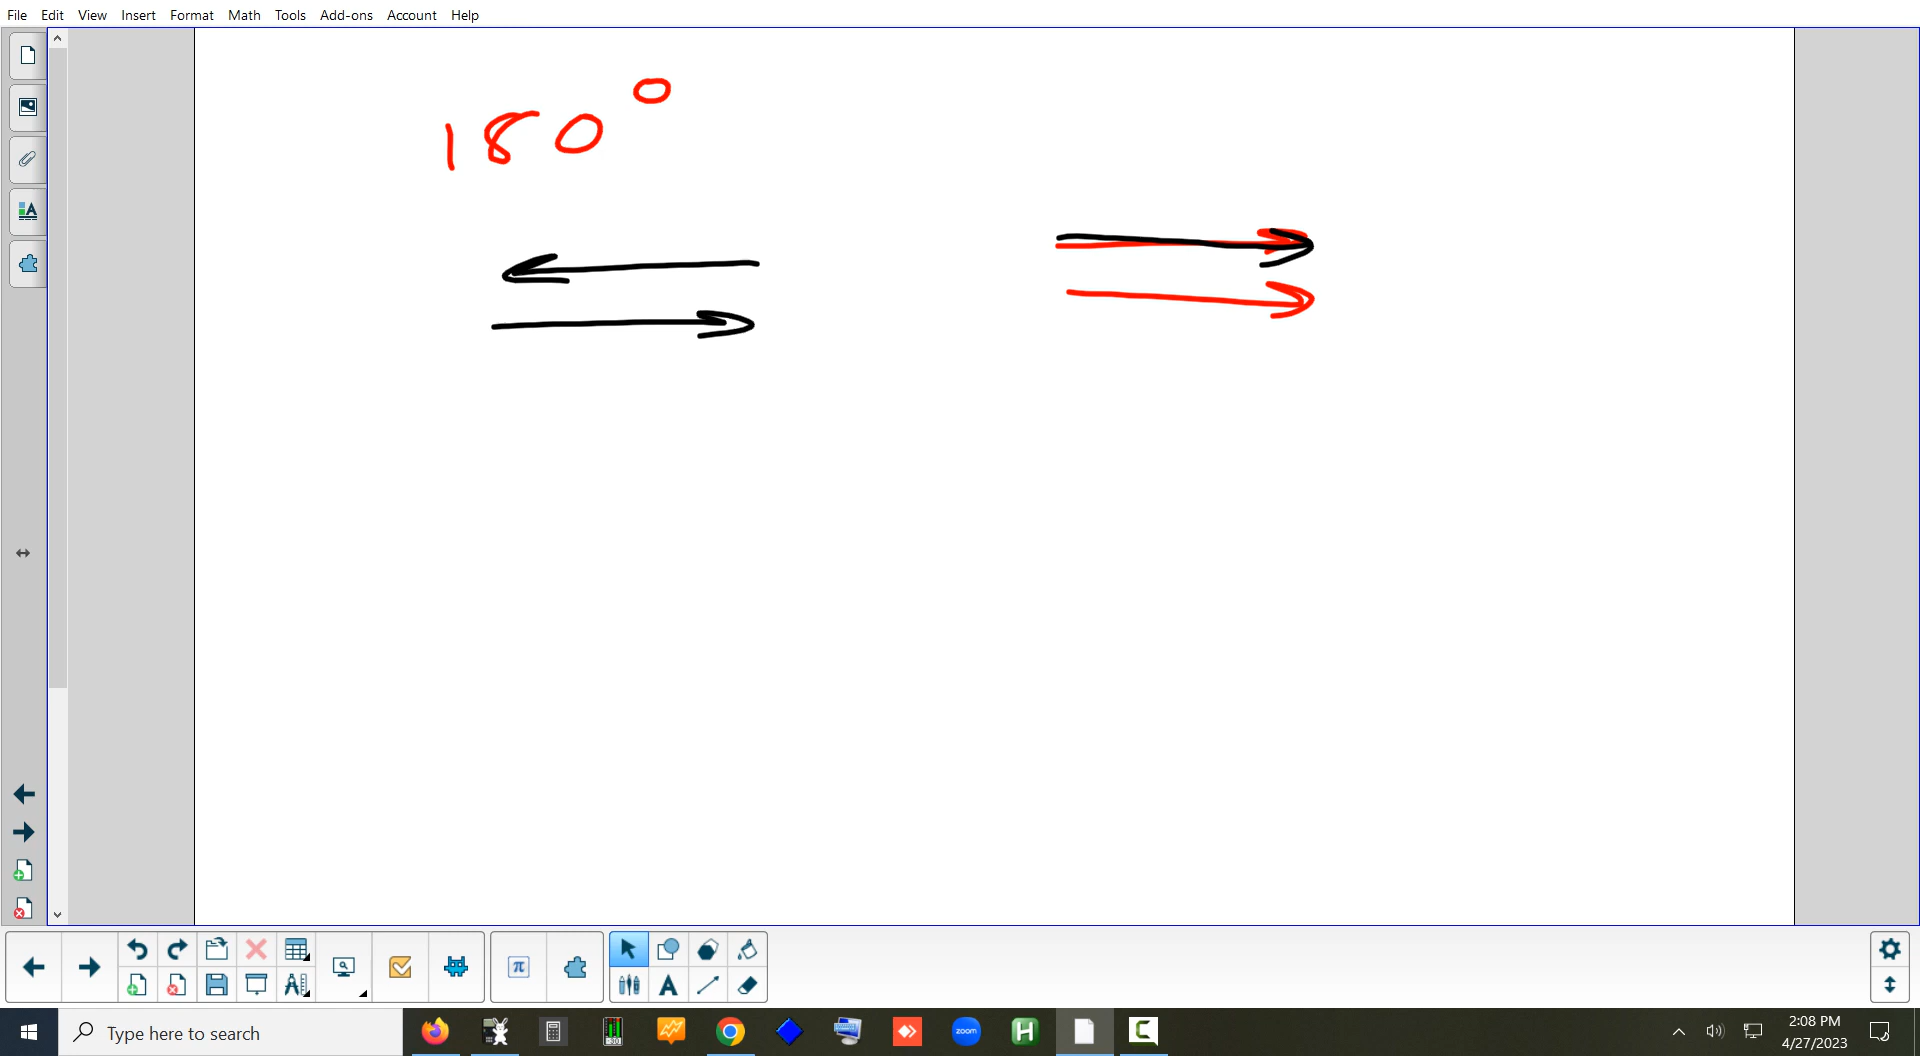 File Edit View Insert Format Math Tools Add-ons Account Help
180°
A
π
A
Type here to search
zoom
H
C
2:08 PM
4/27/2023